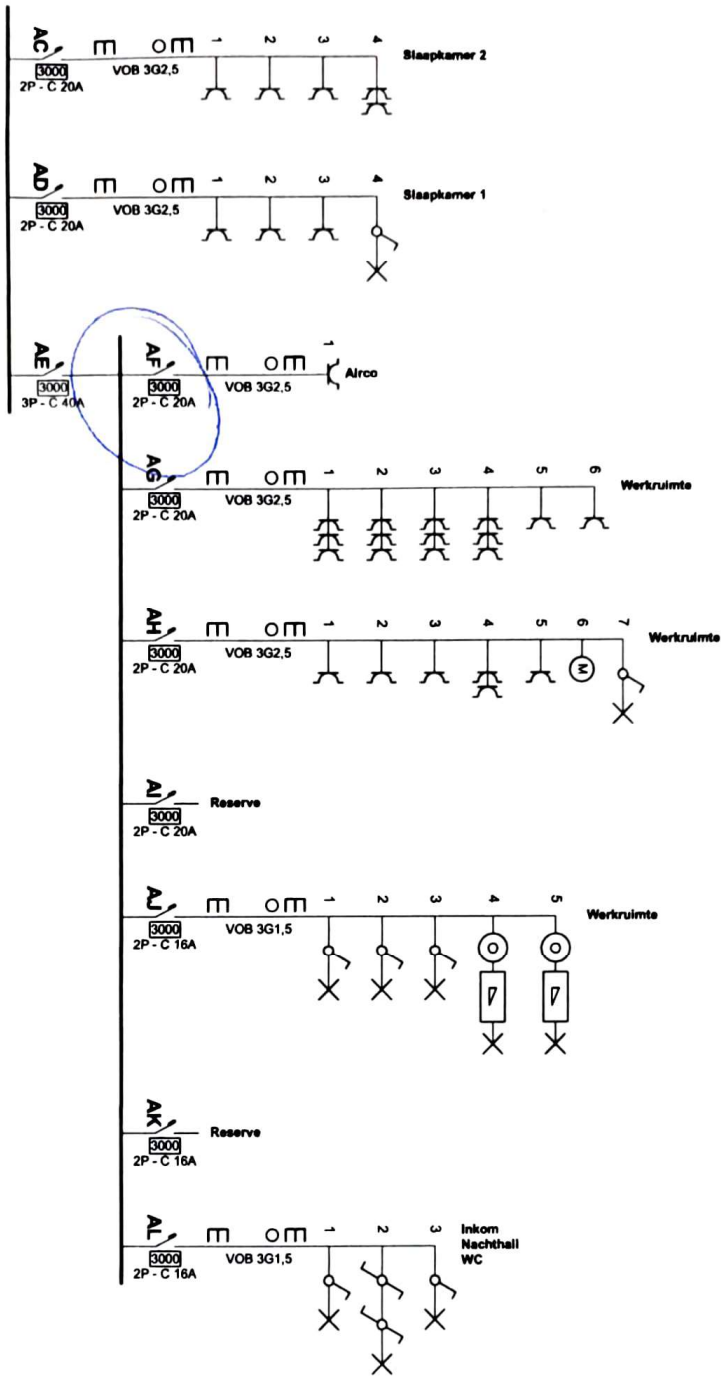 AC 1 2 3 4 Slaapkamer 2
3000 VOB 3G2,5
2P - C 20A
AD 1 2 3 4 Slaapkamer 1
3000 VOB 3G2,5
2P - C 20A
AE AF 1 Airco
3000 3000 VOB 3G2,5
3P - C 40A 2P - C 20A
AG 1 2 3 4 5 6 Werkruimte
3000 VOB 3G2,5
2P - C 20A
AH 1 2 3 4 5 6 7 Werkruimte
3000 VOB 3G2,5 M
2P - C 20A
AI Reserve
3000
2P - C 20A
AJ 1 2 3 4 5 Werkruimte
3000 VOB 3G1,5
2P - C 16A
AK Reserve
3000
2P - C 16A
AL 1 2 3 Inkom
Nachthall
3000 VOB 3G1,5 WC
2P - C 16A